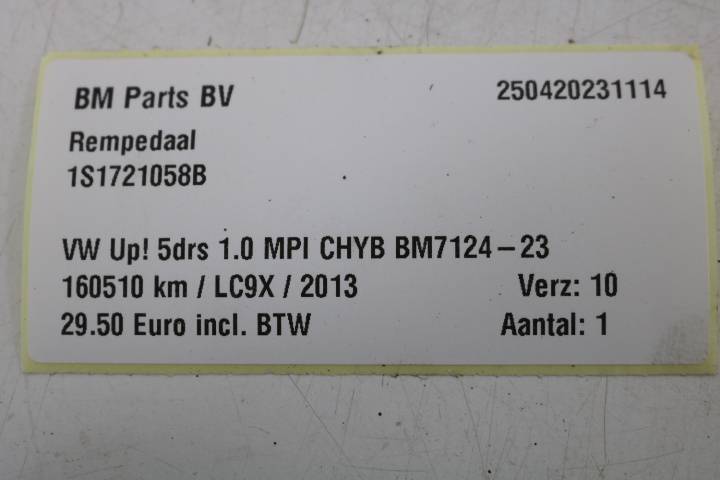 BM Parts BV 250420231114
Rempedaal
1S1721058B
VW Up! 5drs 1.0 MPI CHYB BM7124-23
160510 km / LC9X / 2013 Verz: 10
29.50 Euro incl. BTW Aantal: 1